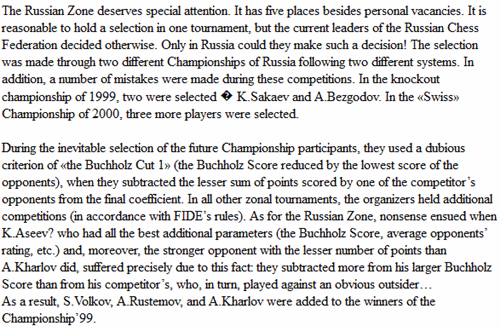 The Russian Zone deserves special attention. It has five places besides personal vacancies. It is
reasonable to hold a selection in one tournament, but the current leaders of the Russian Chess
Federation decided otherwise. Only in Russia could they make such a decision! The selection
was made through two different Championships of Russia following two different systems. In
addition, a number of mistakes were made during these competitions. In the knockout
championship of 1999, two were selected � K.Sakaev and A.Bezgodov. In the «Swiss»
Championship of 2000, three more players were selected.

During the inevitable selection of the future Championship participants, they used a dubious
criterion of «the Buchholz Cut 1» (the Buchholz Score reduced by the lowest score of the
opponents), when they subtracted the lesser sum of points scored by one of the competitor's
opponents from the final coefficient. In all other zonal tournaments, the organizers held additional
competitions (in accordance with FIDE's rules). As for the Russian Zone, nonsense ensued when
K.Aseev? who had all the best additional parameters (the Buchholz Score, average opponents'
rating, etc.) and, moreover, the stronger opponent with the lesser number of points than
A.Kharlov did, suffered precisely due to this fact: they subtracted more from his larger Buchholz
Score than from his competitor's, who, in turn, played against an obvious outsider…
As a result, S.Volkov, A.Rustemov, and A.Kharlov were added to the winners of the
Championship'99.